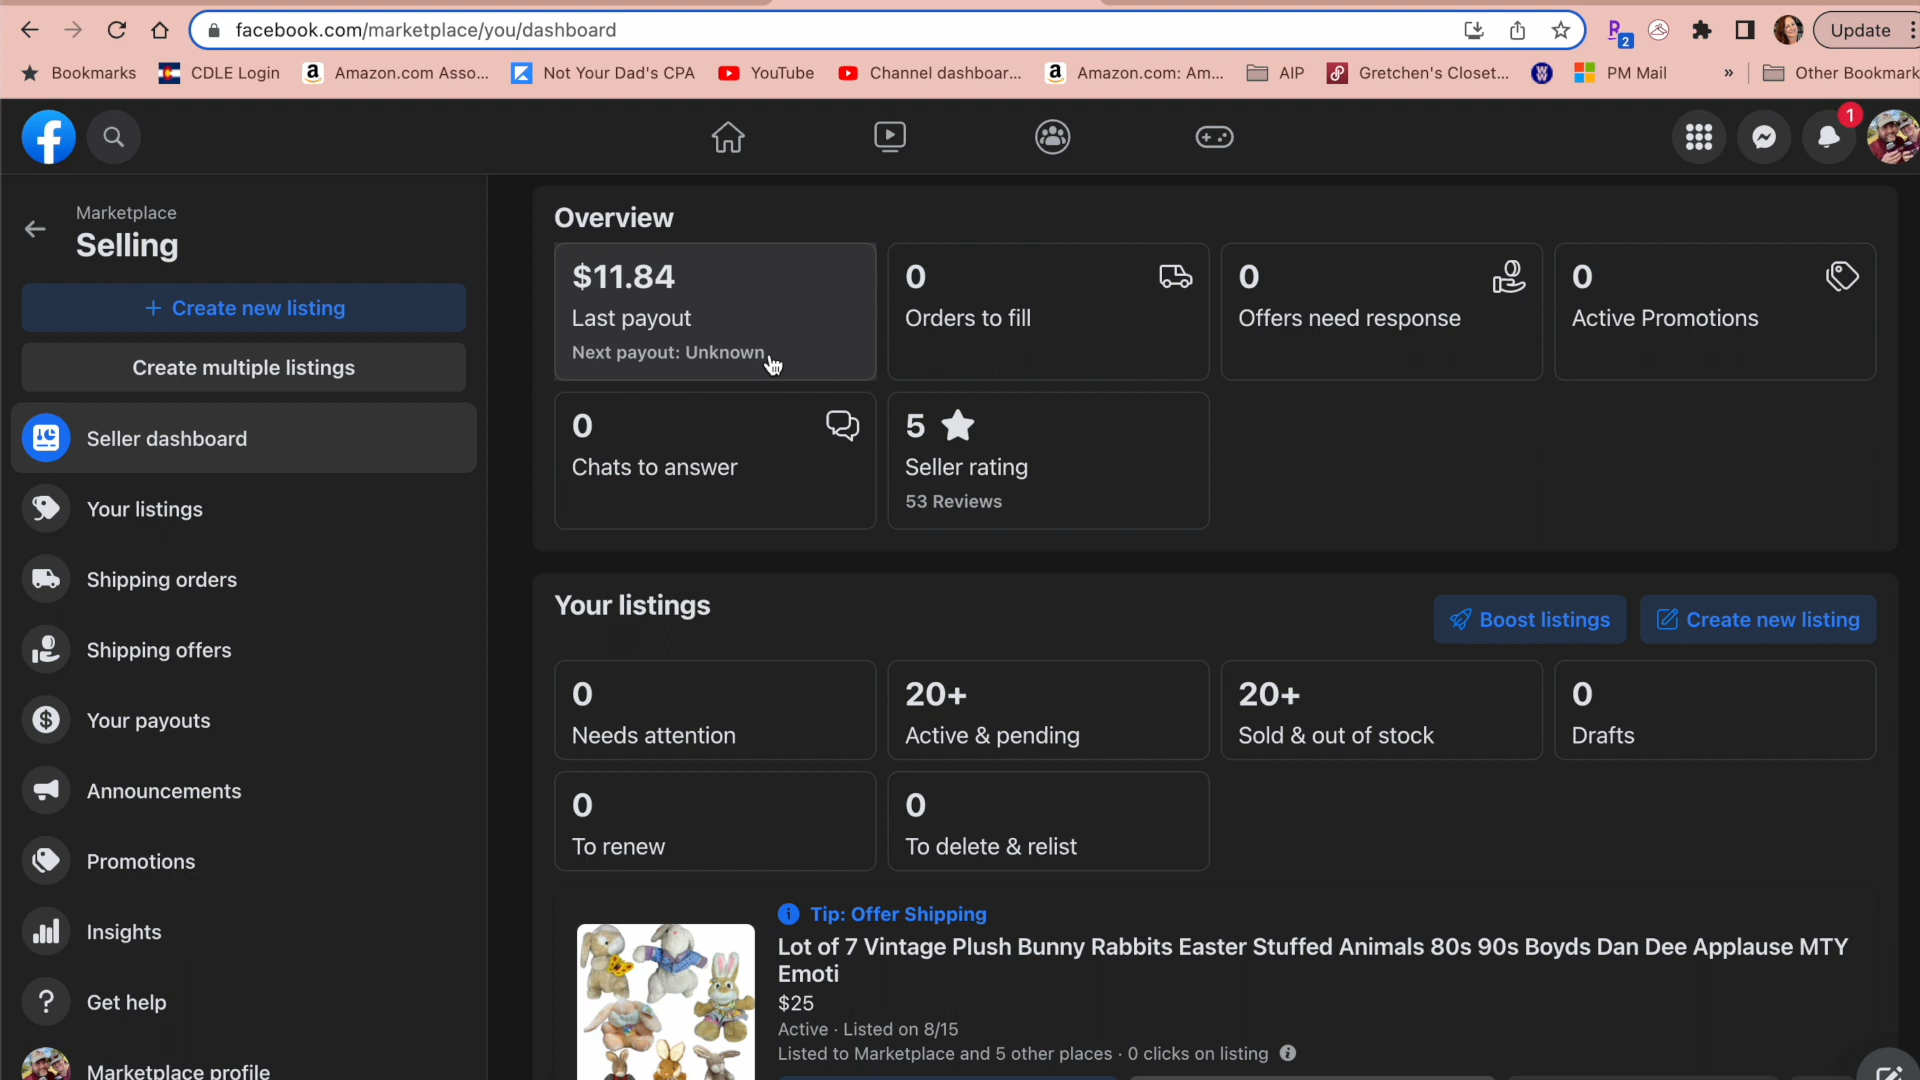 facebook.com/marketplace/you/dashboard
2
Update
Bookmarks
CDLE Login
Amazon.com Asso...
Not Your Dad's CPA
YouTube
Channel dashboar...
Amazon.com: Am...
AIP
Gretchen's Closet...
PM Mail
»
Other Bookmark
1
Marketplace
Selling
+ Create new listing
Create multiple listings
Seller dashboard
Your listings
Shipping orders
Shipping offers
Your payouts
Announcements
Promotions
Insights
Get help
Marketplace profile
Overview
$11.84
Last payout
Next payout: Unknown
0
Orders to fill
0
Offers need response
0
Active Promotions
0
Chats to answer
5
Seller rating
53 Reviews
Your listings
Boost listings
Create new listing
0
Needs attention
20+
Active & pending
20+
Sold & out of stock
0
Drafts
0
To renew
0
To delete & relist
Tip: Offer Shipping
Lot of 7 Vintage Plush Bunny Rabbits Easter Stuffed Animals 80s 90s Boyds Dan Dee Applause MTY
Emoti
$25
Active · Listed on 8/15
Listed to Marketplace and 5 other places · 0 clicks on listing